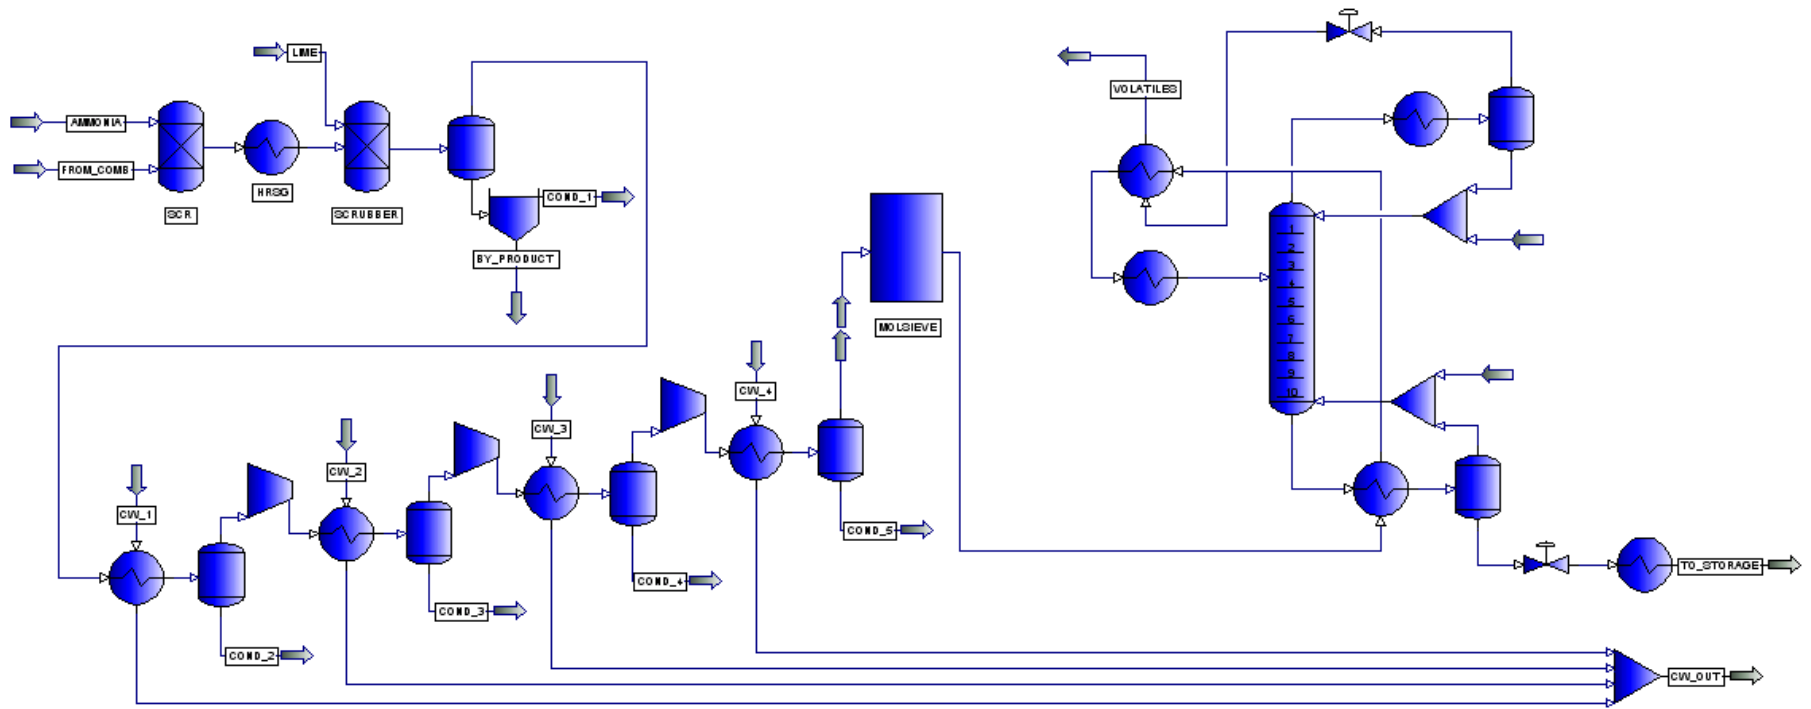 LIME
AMMONIA
FROM_COMB
SCR
HRSG
SCRUBBER
COND_1
BY_PRODUCT
VOLATILES
MOLSIEVE
1
2
3
4
5
6
7
8
9
10
CW_4
CW_3
CW_2
CW_1
COND_5
COND_4
COND_3
COND_2
TO_STORAGE
CW_OUT